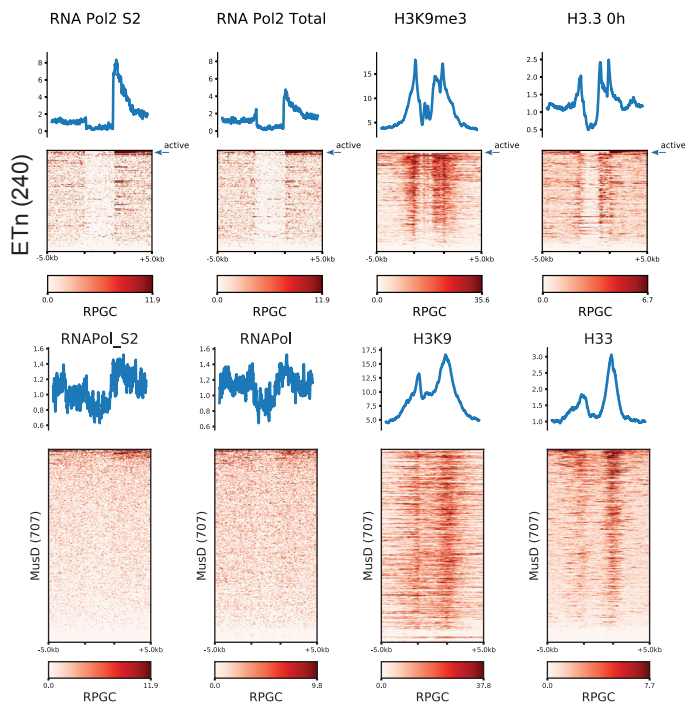 RNA Pol2 S2 RNA Pol2 Total H3K9me3 H3.3 0h
8 6 4 2 0
8 6 4 2 0
15 10 5
2.5 2.0 1.5 1.0 0.5
active active active active
ETn (240)
-5.0kb +5.0kb -5.0kb +5.0kb -5.0kb +5.0kb -5.0kb +5.0kb
0.0 11.9 0.0 11.9 0.0 35.6 0.0 6.7
RPGC RPGC RPGC RPGC
RNAPol_S2 RNAPol H3K9 H33
1.6 1.4 1.2 1.0 0.8 0.6
1.6 1.4 1.2 1.0 0.8 0.6
17.5 15.0 12.5 10.0 7.5 5.0
3.0 2.5 2.0 1.5 1.0
MusD (707) MusD (707) MusD (707) MusD (707)
-5.0kb +5.0kb -5.0kb +5.0kb -5.0kb +5.0kb -5.0kb +5.0kb
0.0 11.9 0.0 9.8 0.0 37.8 0.0 7.7
RPGC RPGC RPGC RPGC